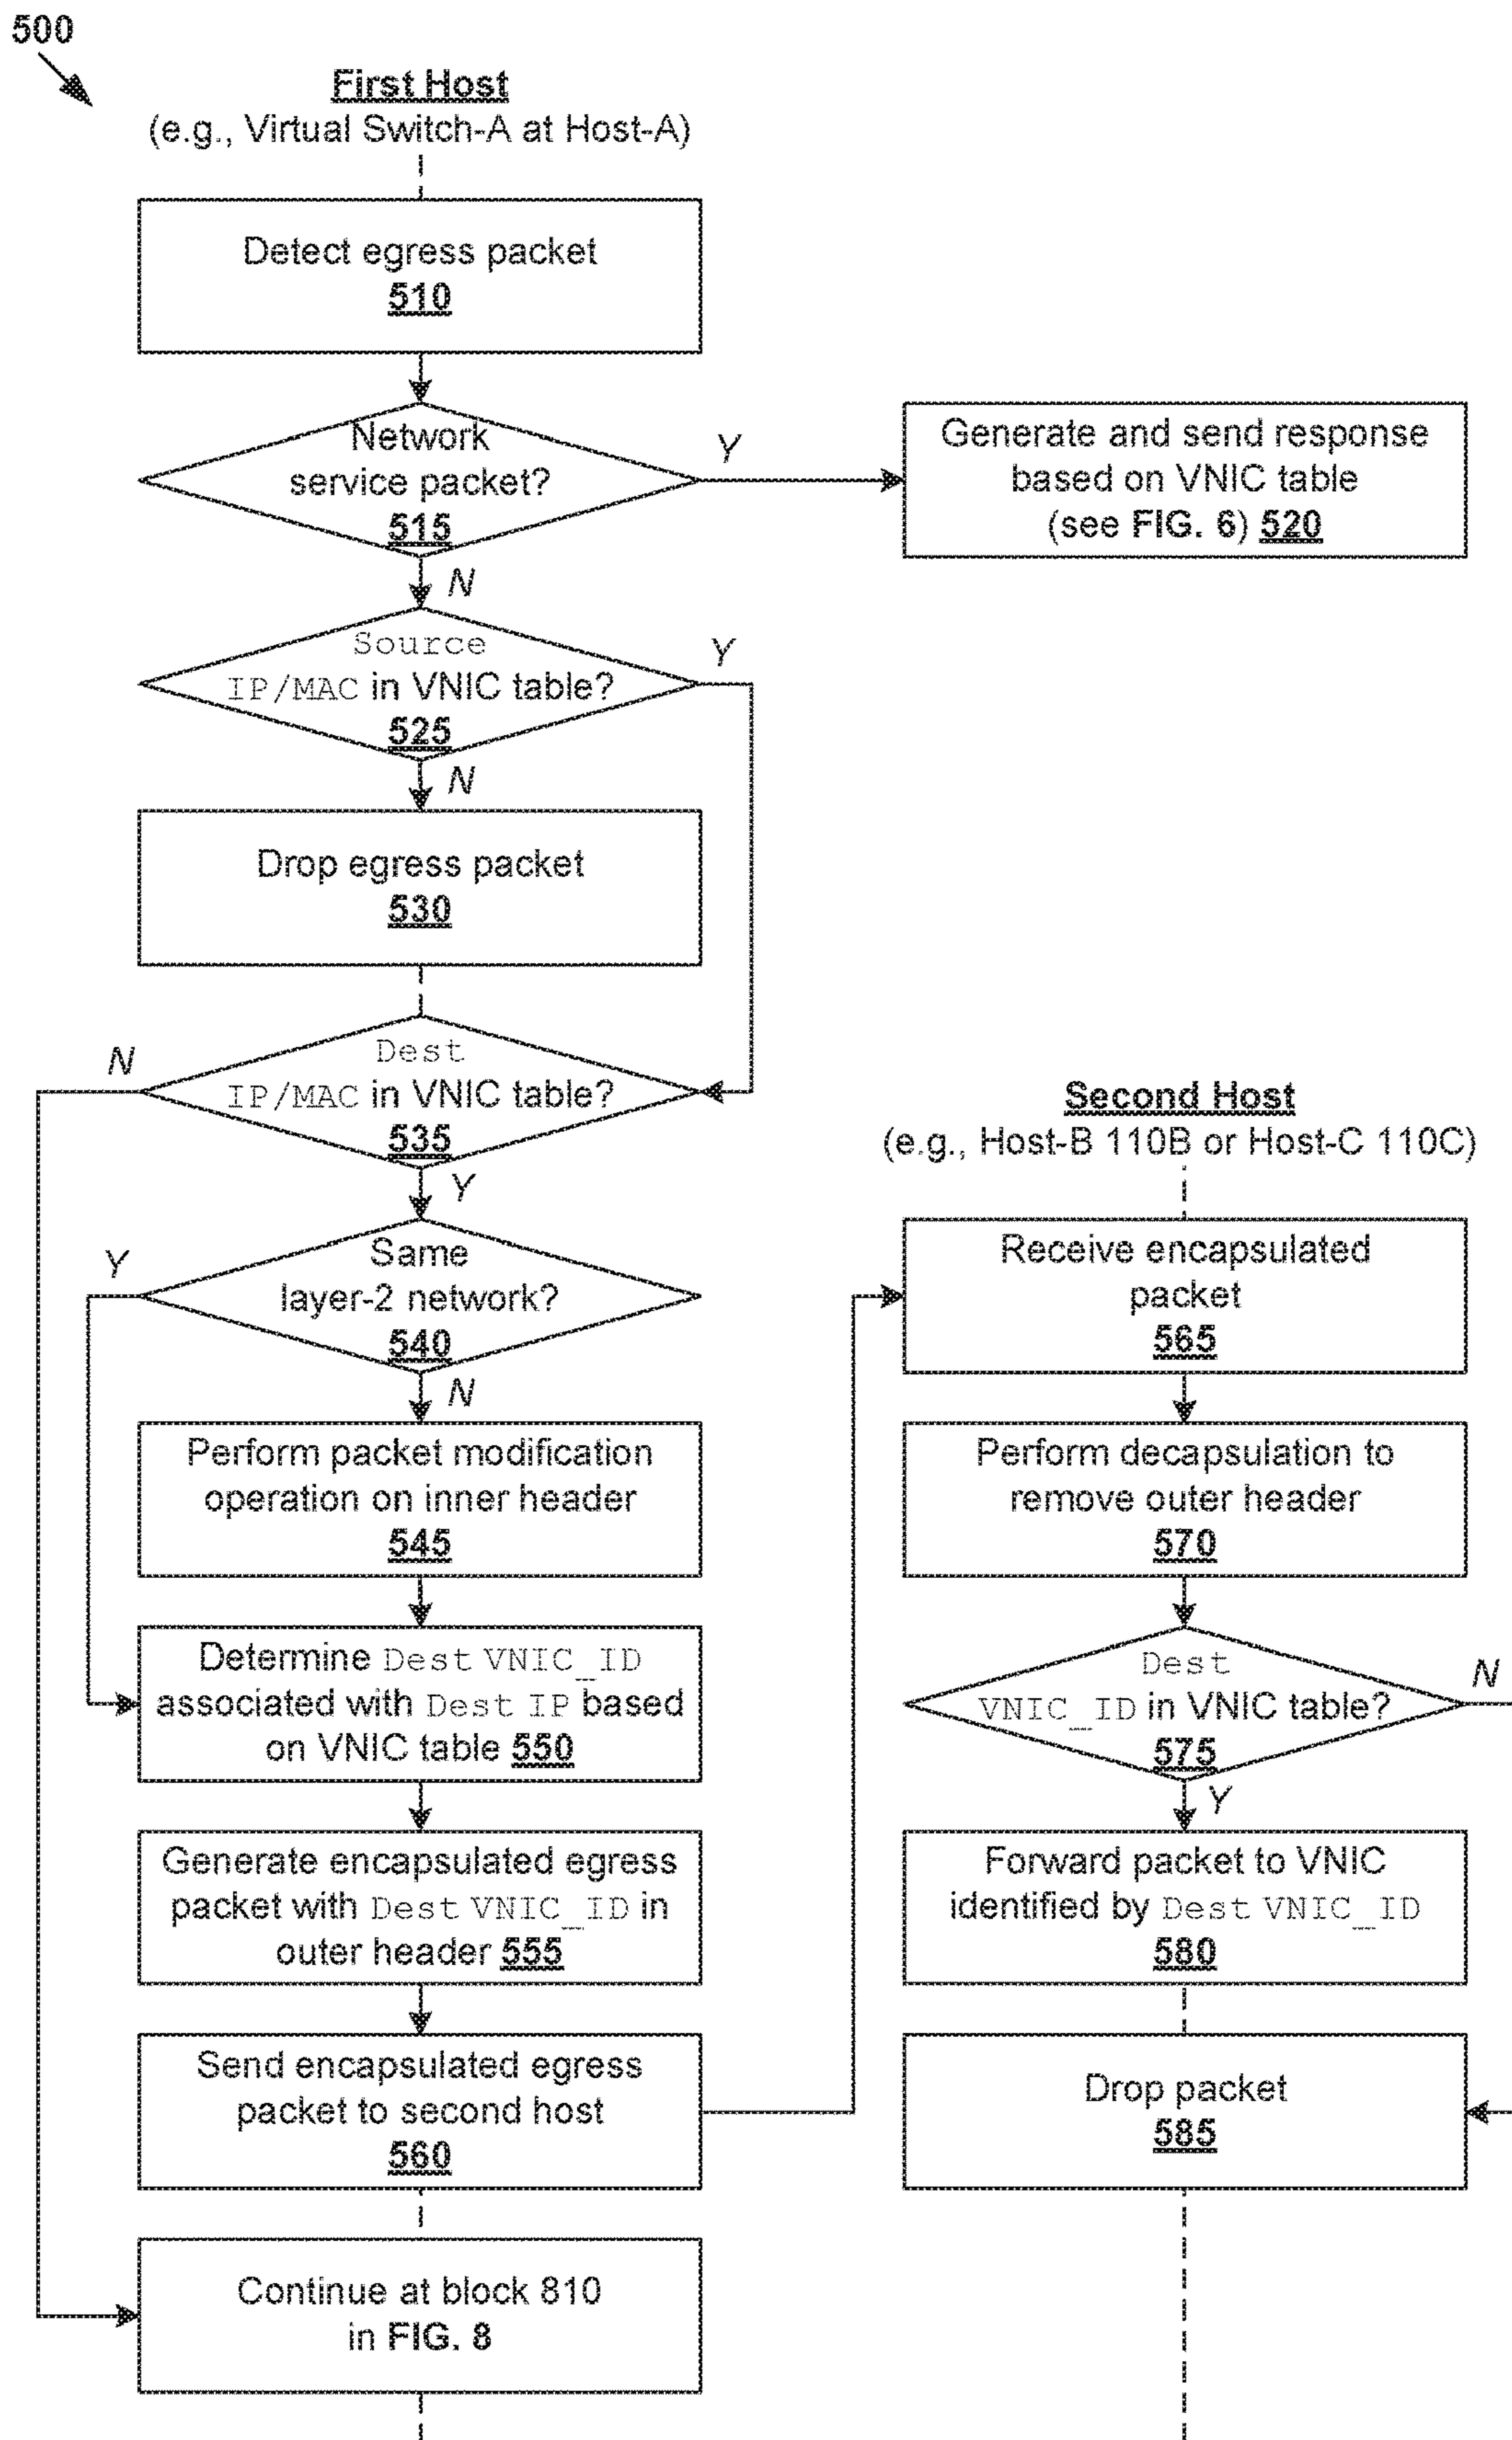 500
First Host
(e.g., Virtual Switch-A at Host-A)
Detect egress packet
510
Network
service packet?
515
Y
N
Generate and send response
based on VNIC table
(see FIG. 6) 520
Source
IP/MAC in VNIC table?
525
Y
N
Drop egress packet
530
Dest
IP/MAC in VNIC table?
535
N
Y
Same
layer-2 network?
540
Y
N
Perform packet modification
operation on inner header
545
Determine Dest VNIC_ID
associated with Dest IP based
on VNIC table 550
Generate encapsulated egress
packet with Dest VNIC_ID in
outer header 555
Send encapsulated egress
packet to second host
560
Continue at block 810
in FIG. 8
Second Host
(e.g., Host-B 110B or Host-C 110C)
Receive encapsulated
packet
565
Perform decapsulation to
remove outer header
570
Dest
VNIC_ID in VNIC table?
575
N
Y
Forward packet to VNIC
identified by Dest VNIC_ID
580
Drop packet
585